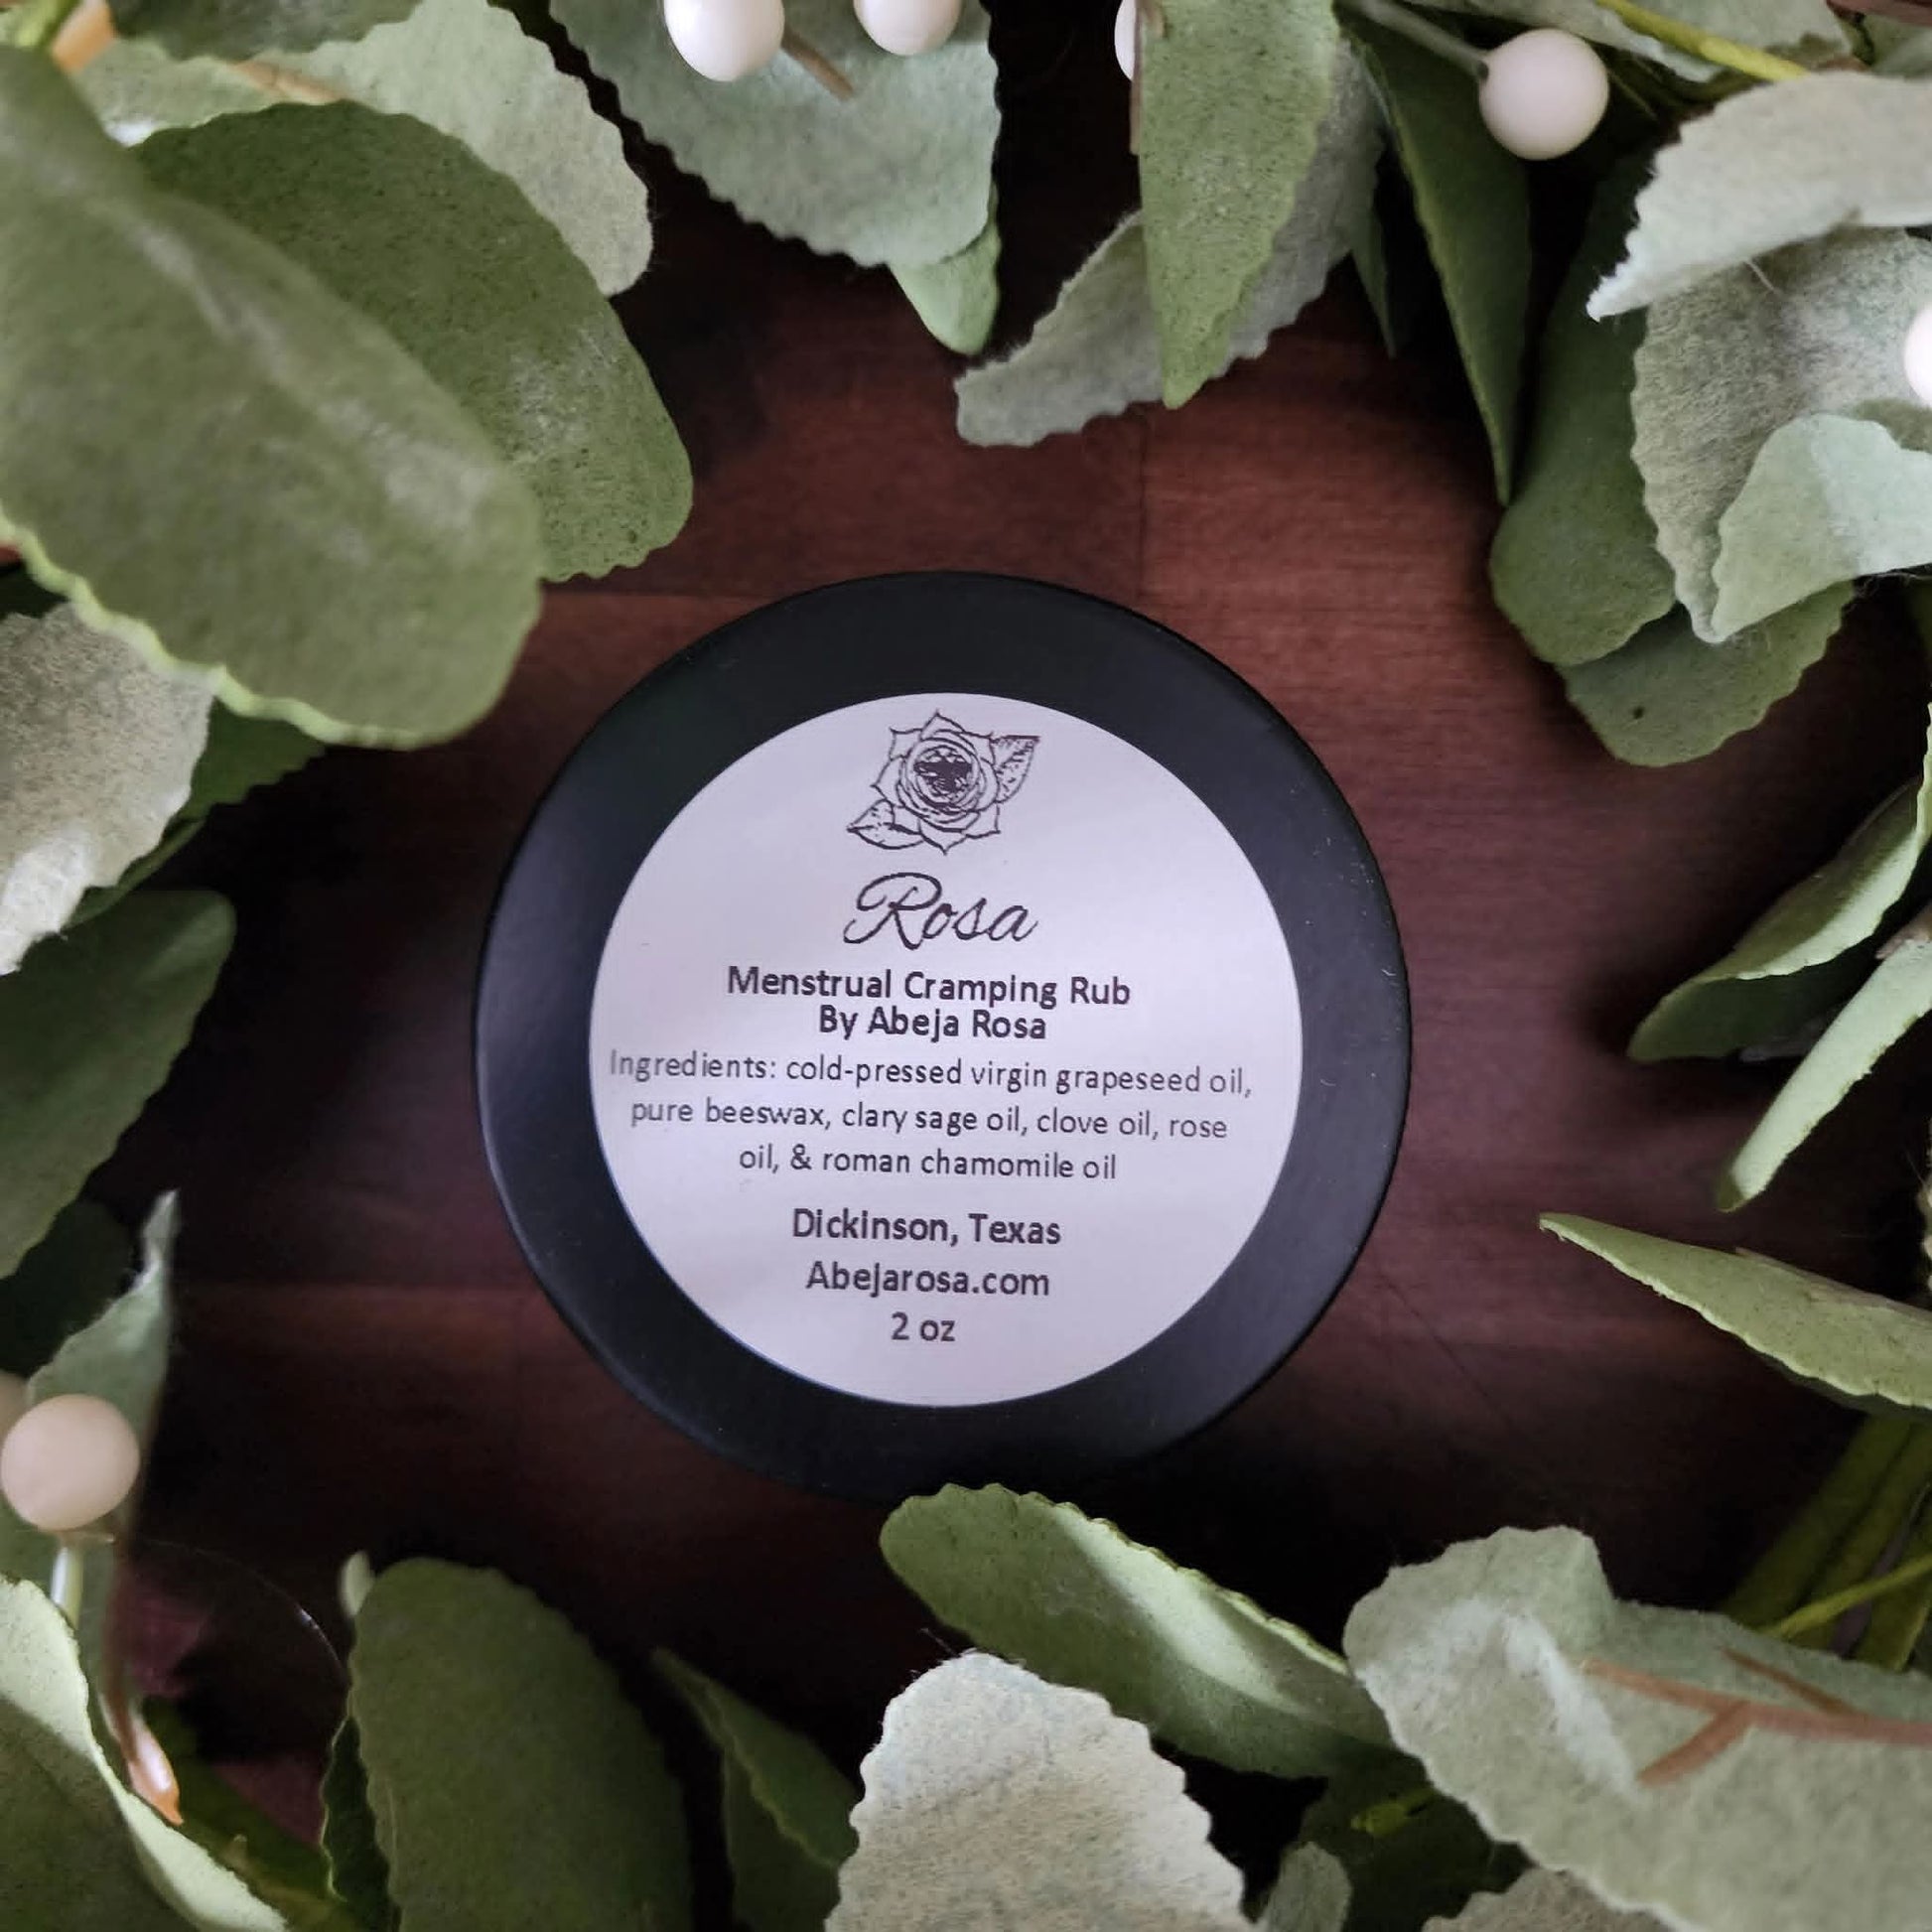 Rosa
Menstrual Cramping Rub
By Abeja Rosa
Ingredients: cold-pressed virgin grapeseed oil,
pure beeswax, clary sage oil, clove oil, rose
oil, & roman chamomile oil
Dickinson, Texas
Abejarosa.com
2 oz